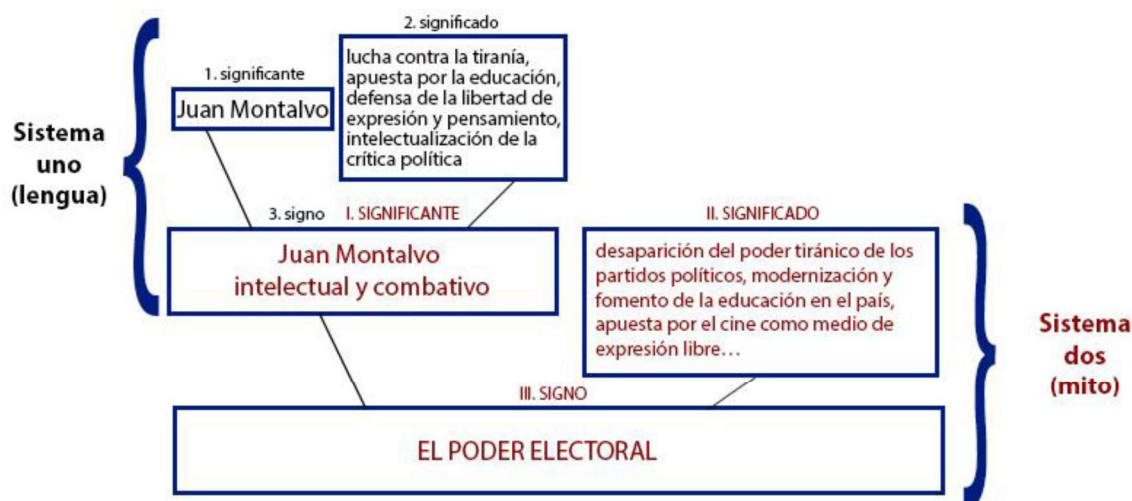 2. significado
1. significante
Juan Montalvo
lucha contra la tiranía,
apuesta por la educación,
defensa de la libertad de
expresión y pensamiento,
intelectualización de la
crítica política
Sistema
uno
(lengua)
3. signo I. SIGNIFICANTE
Juan Montalvo
intelectual y combativo
II. SIGNIFICADO
desaparición del poder tiránico de los
partidos políticos, modernización y
fomento de la educación en el país,
apuesta por el cine como medio de
expresión libre...
Sistema
dos
(mito)
III. SIGNO
EL PODER ELECTORAL